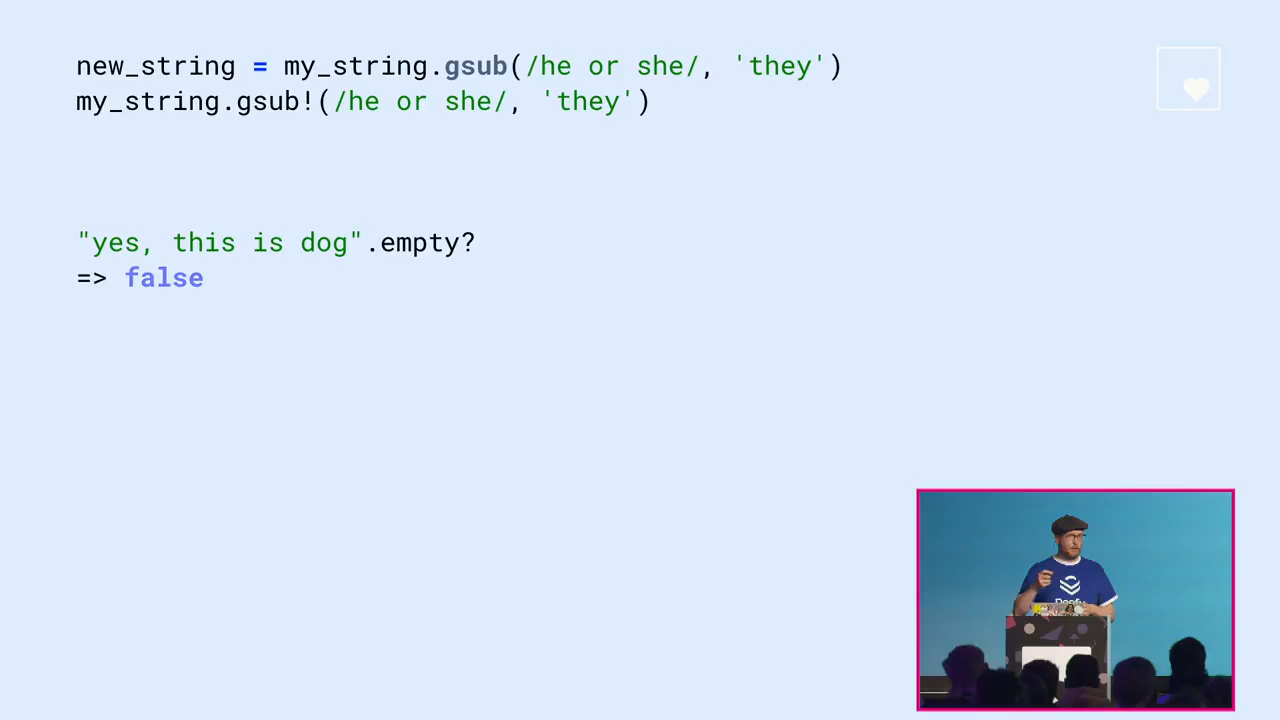 new_string = my_string.gsub(/he or she/, 'they')
my_string.gsub!(/he or she/, 'they')
"yes, this is dog".empty?
=> false